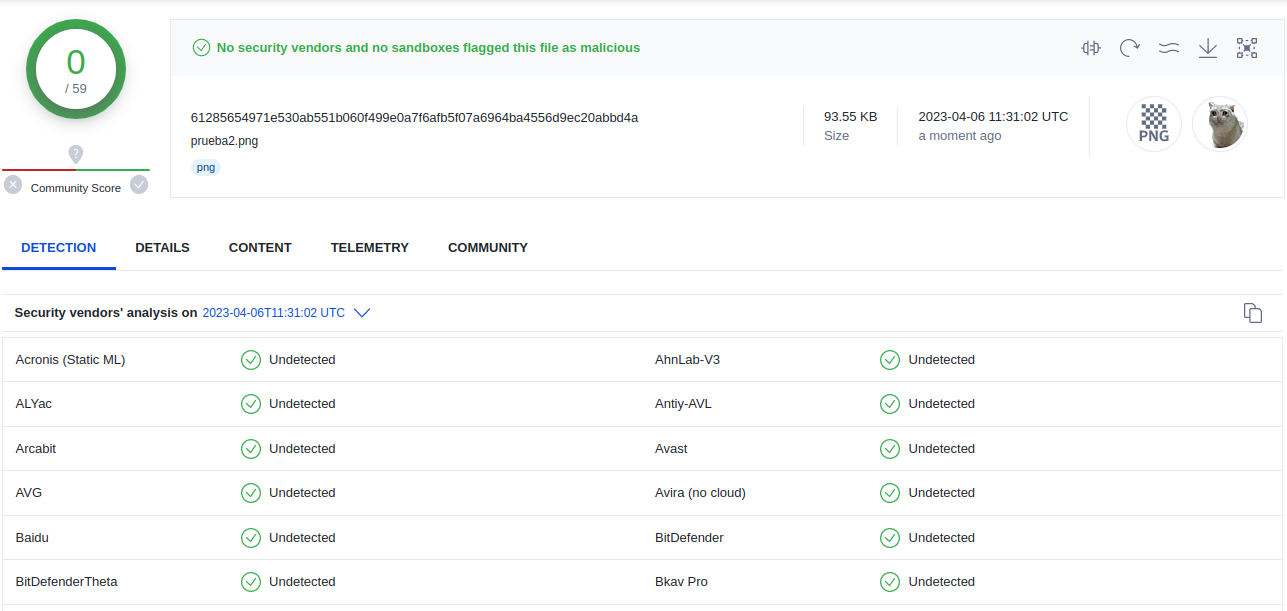 0
/ 59
Community Score
No security vendors and no sandboxes flagged this file as malicious
61285654971e530ab551b060f499e0a7f6afb5f07a6964ba4556d9ec20abbd4a
prueba2.png
png
93.55 KB
Size
2023-04-06 11:31:02 UTC
a moment ago
PNG
DETECTION DETAILS CONTENT TELEMETRY COMMUNITY
Security vendors' analysis on 2023-04-06T11:31:02 UTC
Acronis (Static ML) Undetected AhnLab-V3 Undetected
ALYac Undetected Antiy-AVL Undetected
Arcabit Undetected Avast Undetected
AVG Undetected Avira (no cloud) Undetected
Baidu Undetected BitDefender Undetected
BitDefenderTheta Undetected Bkav Pro Undetected